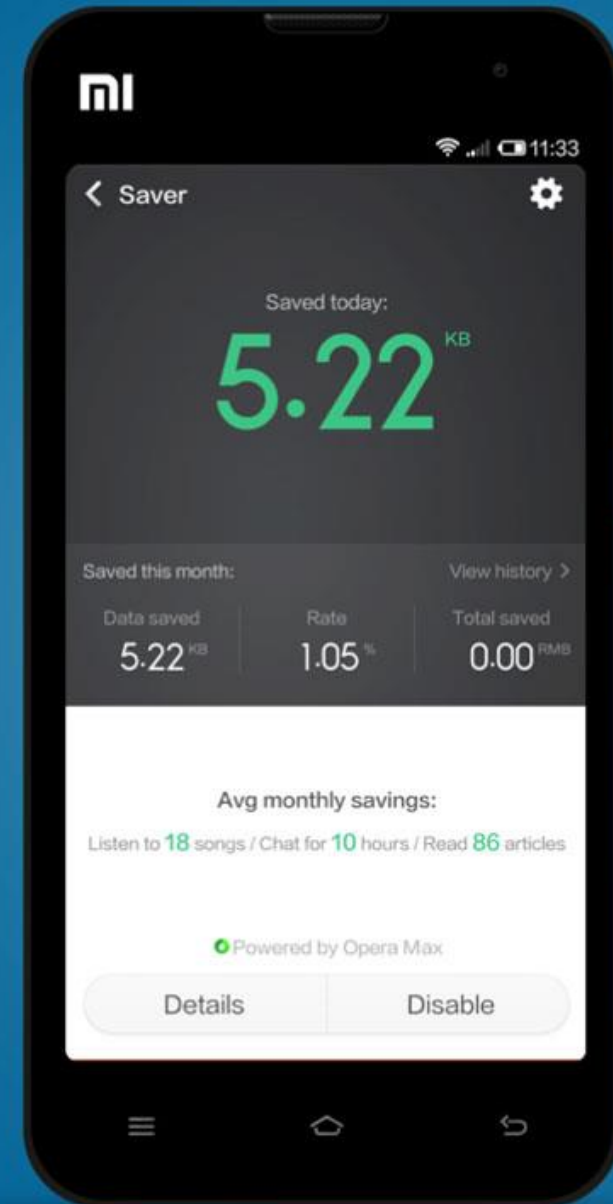 mi
11:33
Saver
Saved today:
5.22 KB
Saved this month: View history >
Data saved Rate Total saved
5.22 KB 1.05 % 0.00 RMB
Avg monthly savings:
Listen to 18 songs / Chat for 10 hours / Read 86 articles
Powered by Opera Max
Details Disable